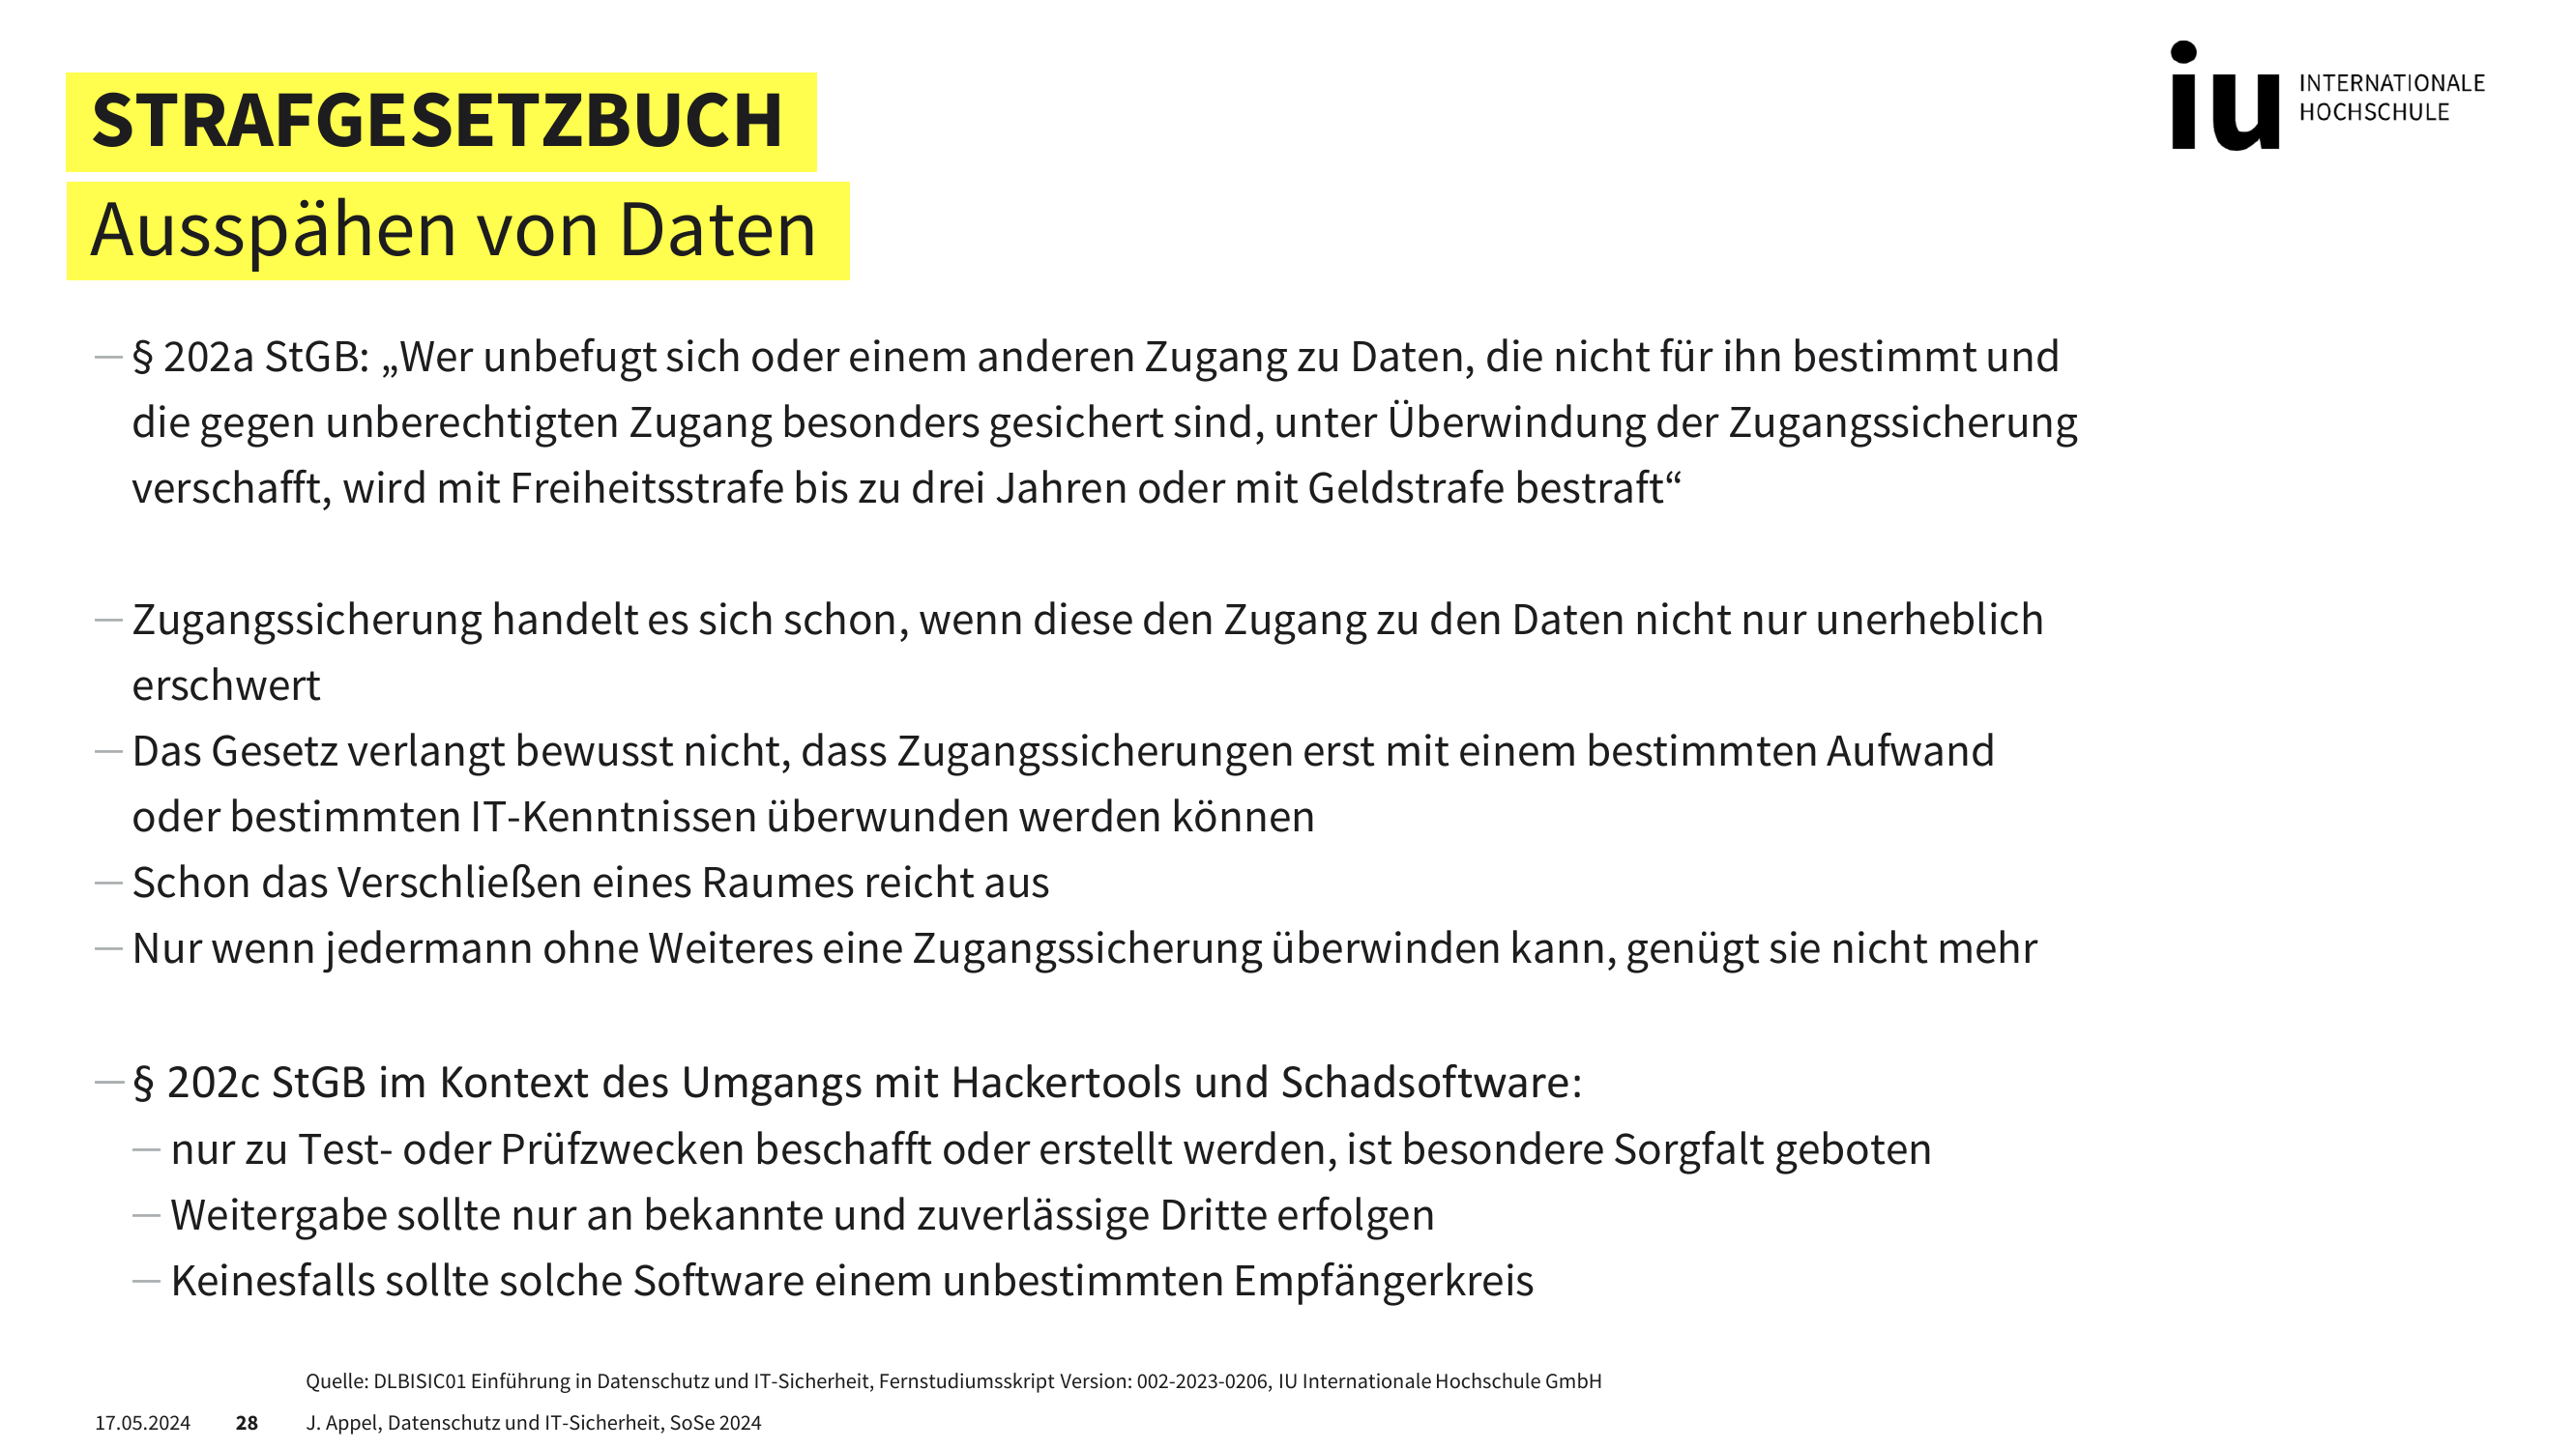 STRAFGESETZBUCH
Ausspähen von Daten
iu INTERNATIONALE
HOCHSCHULE
— § 202a StGB: „Wer unbefugt sich oder einem anderen Zugang zu Daten, die nicht für ihn bestimmt und
die gegen unberechtigten Zugang besonders gesichert sind, unter Überwindung der Zugangssicherung
verschafft, wird mit Freiheitsstrafe bis zu drei Jahren oder mit Geldstrafe bestraft“
— Zugangssicherung handelt es sich schon, wenn diese den Zugang zu den Daten nicht nur unerheblich
erschwert
— Das Gesetz verlangt bewusst nicht, dass Zugangssicherungen erst mit einem bestimmten Aufwand
oder bestimmten IT-Kenntnissen überwunden werden können
— Schon das Verschließen eines Raumes reicht aus
— Nur wenn jedermann ohne Weiteres eine Zugangssicherung überwinden kann, genügt sie nicht mehr
— § 202c StGB im Kontext des Umgangs mit Hackertools und Schadsoftware:
— nur zu Test- oder Prüfzwecken beschafft oder erstellt werden, ist besondere Sorgfalt geboten
— Weitergabe sollte nur an bekannte und zuverlässige Dritte erfolgen
— Keinesfalls sollte solche Software einem unbestimmten Empfängerkreis
Quelle: DLBISIC01 Einführung in Datenschutz und IT-Sicherheit, Fernstudiumsskript Version: 002-2023-0206, IU Internationale Hochschule GmbH
17.05.2024 28 J. Appel, Datenschutz und IT-Sicherheit, SoSe 2024